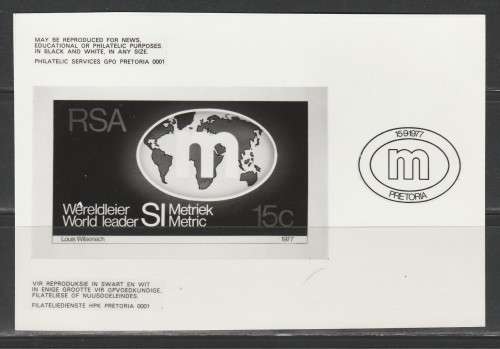 MAY BE REPRODUCED FOR NEWS,
EDUCATIONAL OR PHILATELIC PURPOSES
IN BLACK AND WHITE, IN ANY SIZE.
PHILATELIC SERVICES GPO PRETORIA 0001
RSA
m
Wêreldleier SI Metriek
World leader Metric
15c
Louis Wilsenach 1977
15·9·1977
m
PRETORIA
VIR REPRODUKSIE IN SWART EN WIT
IN ENIGE GROOTTE VIR OPVOEDKUNDIGE,
FILATELIESE OF NUUSDOELEINDES.
FILATELIEDIENSTE HPK PRETORIA 0001